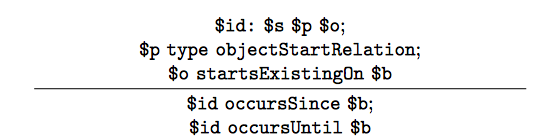 $id: $s $p $o;
$p type objectStartRelation;
$o startsExistingOn $b
$id occursSince $b;
$id occursUntil $b